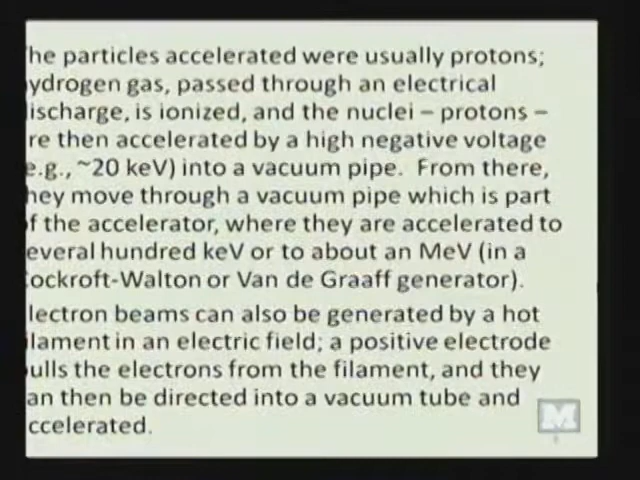 he particles accelerated were usually protons;
ydrogen gas, passed through an electrical
ischarge, is ionized, and the nuclei – protons –
re then accelerated by a high negative voltage
e.g., ~20 keV) into a vacuum pipe.  From there,
hey move through a vacuum pipe which is part
f the accelerator, where they are accelerated to
everal hundred keV or to about an MeV (in a
ockroft-Walton or Van de Graaff generator).
lectron beams can also be generated by a hot
lament in an electric field; a positive electrode
ulls the electrons from the filament, and they
an then be directed into a vacuum tube and
ccelerated.
M